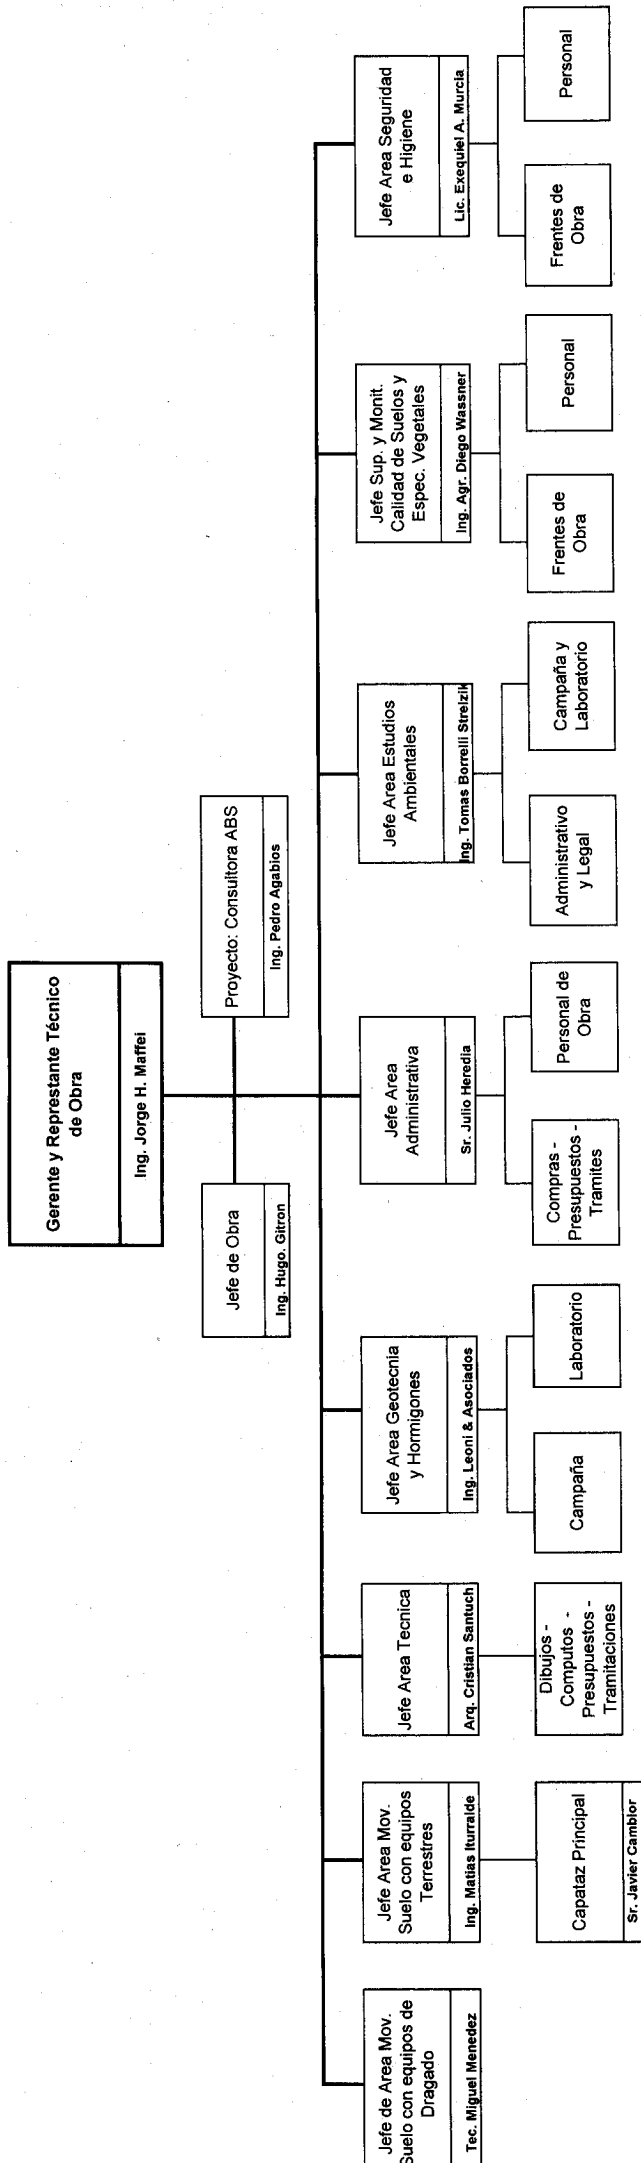 Gerente y Represtante Técnico
de Obra
Ing. Jorge H. Maffei
Jefe de Obra
Ing. Hugo. Gitron
Proyecto: Consultora ABS
Ing. Pedro Agabios
Jefe de Area Mov.
Suelo con equipos de
Dragado
Tec. Miguel Menedez
Jefe Area Mov.
Suelo con equipos
Terrestres
Ing. Matias Iturralde
Capataz Principal
Sr. Javier Camblor
Jefe Area Tecnica
Arq. Cristian Santuch
Dibujos -
Computos -
Presupuestos -
Tramitaciones
Jefe Area Geotecnia
y Hormigones
Ing. Leoni & Asociados
Campaña
Laboratorio
Jefe Area
Administrativa
Sr. Julio Heredia
Compras -
Presupuestos -
Tramites
Personal de
Obra
Jefe Area Estudios
Ambientales
Ing. Tomas Borrelli Strelzik
Administrativo
y Legal
Campaña y
Laboratorio
Jefe Sup. y Monit.
Calidad de Suelos y
Espec. Vegetales
Ing. Agr. Diego Wassner
Frentes de
Obra
Personal
Jefe Area Seguridad
e Higiene
Lic. Exequiel A. Murcia
Frentes de
Obra
Personal